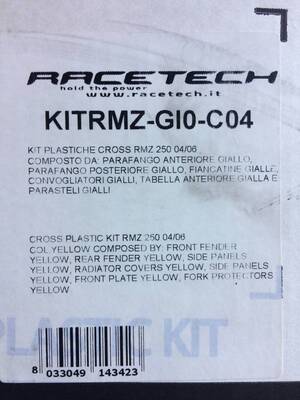 RACETECH
hold the power
www.racetech.it
KITRMZ-GI0-C04
KIT PLASTICHE CROSS RMZ 250 04/06
COMPOSTO DA: PARAFANGO ANTERIORE GIALLO,
PARAFANGO POSTERIORE GIALLO, FIANCATINE GIALLE,
CONVOGLIATORI GIALLI, TABELLA ANTERIORE GIALLA E
PARASTELI GIALLI
CROSS PLASTIC KIT RMZ 250 04/06
COL.YELLOW COMPOSED BY: FRONT FENDER
YELLOW, REAR FENDER YELLOW, SIDE PANELS
YELLOW, RADIATOR COVERS YELLOW, SIDE PANELS
YELLOW, FRONT PLATE YELLOW, FORK PROTECTORS
YELLOW
PLASTIC KIT
8 033049 143423